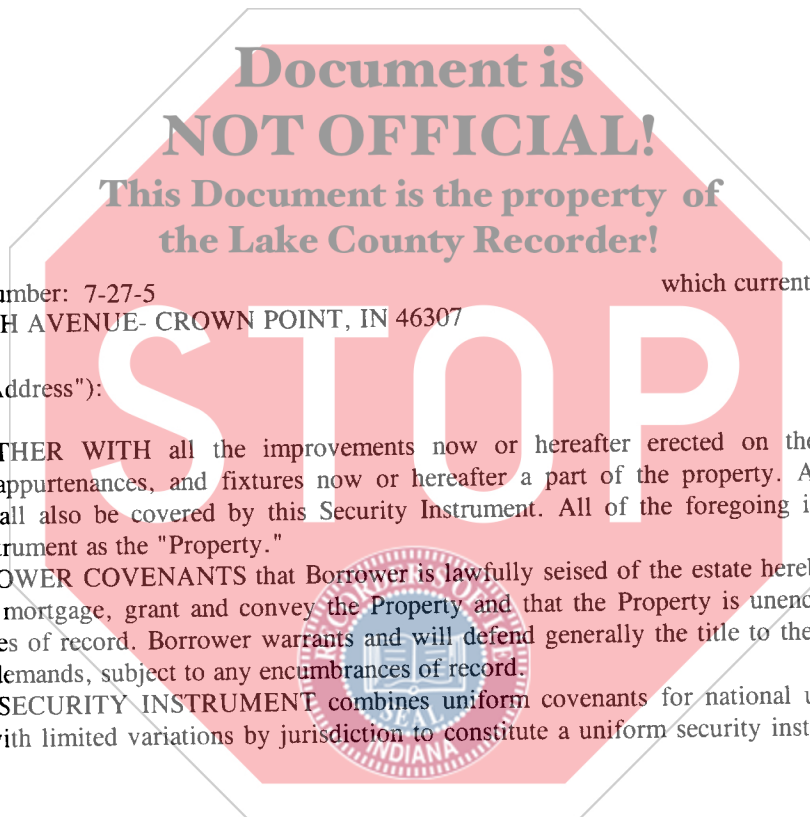 Document is
NOT OFFICIAL!
This Document is the property of
the Lake County Recorder!
umber: 7-27-5 which current
H AVENUE- CROWN POINT, IN 46307
Address"):
STOP
THER WITH all the improvements now or hereafter erected on the
appurtenances, and fixtures now or hereafter a part of the property. A
all also be covered by this Security Instrument. All of the foregoing i
trument as the "Property."
OWER COVENANTS that Borrower is lawfully seised of the estate here
mortgage, grant and convey the Property and that the Property is unenc
es of record. Borrower warrants and will defend generally the title to the
demands, subject to any encumbrances of record.
SECURITY INSTRUMENT combines uniform covenants for national u
with limited variations by jurisdiction to constitute a uniform security inst
RECORDER'S OFFICE
SEAL
INDIANA